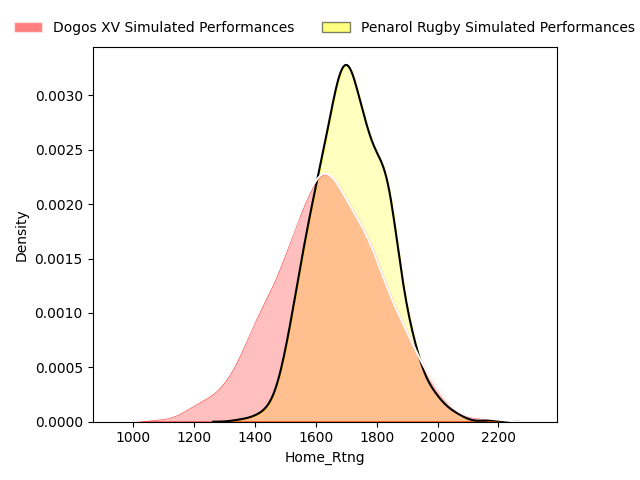 Dogos XV Simulated Performances Penarol Rugby Simulated Performances
0.0030
0.0025
0.0020
0.0015
0.0010
0.0005
0.0000
Density
1000 1200 1400 1600 1800 2000 2200
Home_Rtng